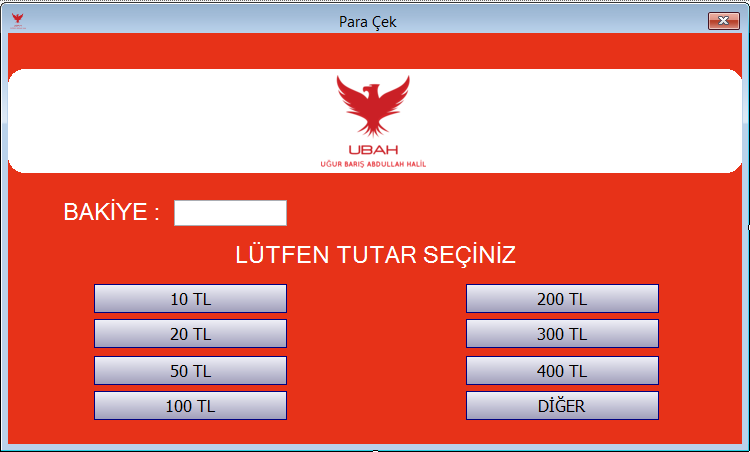 Para Çek
UBAH
UĞUR BARIŞ ABDULLAH HALİL
BAKİYE :
LÜTFEN TUTAR SEÇİNİZ
10 TL
200 TL
20 TL
300 TL
50 TL
400 TL
100 TL
DİĞER